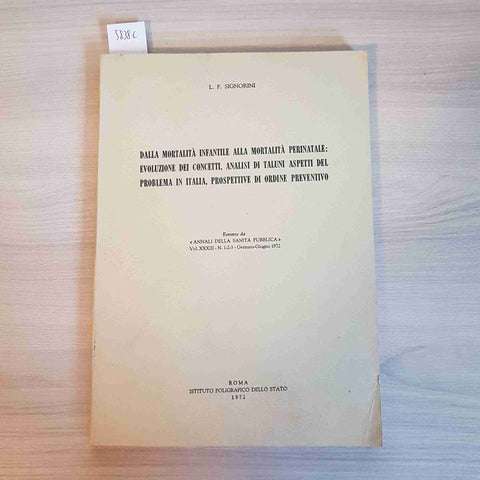 5838 C
L. F. SIGNORINI
DALLA MORTALITÀ INFANTILE ALLA MORTALITÀ PERINATALE:
EVOLUZIONE DEI CONCETTI, ANALISI DI TALUNI ASPETTI DEL
PROBLEMA IN ITALIA, PROSPETTIVE DI ORDINE PREVENTIVO
Estratto da
« ANNALI DELLA SANITÀ PUBBLICA »
Vol. XXXIII - N. 1-2-3 - Gennaio-Giugno 1972
ROMA
ISTITUTO POLIGRAFICO DELLO STATO
1972